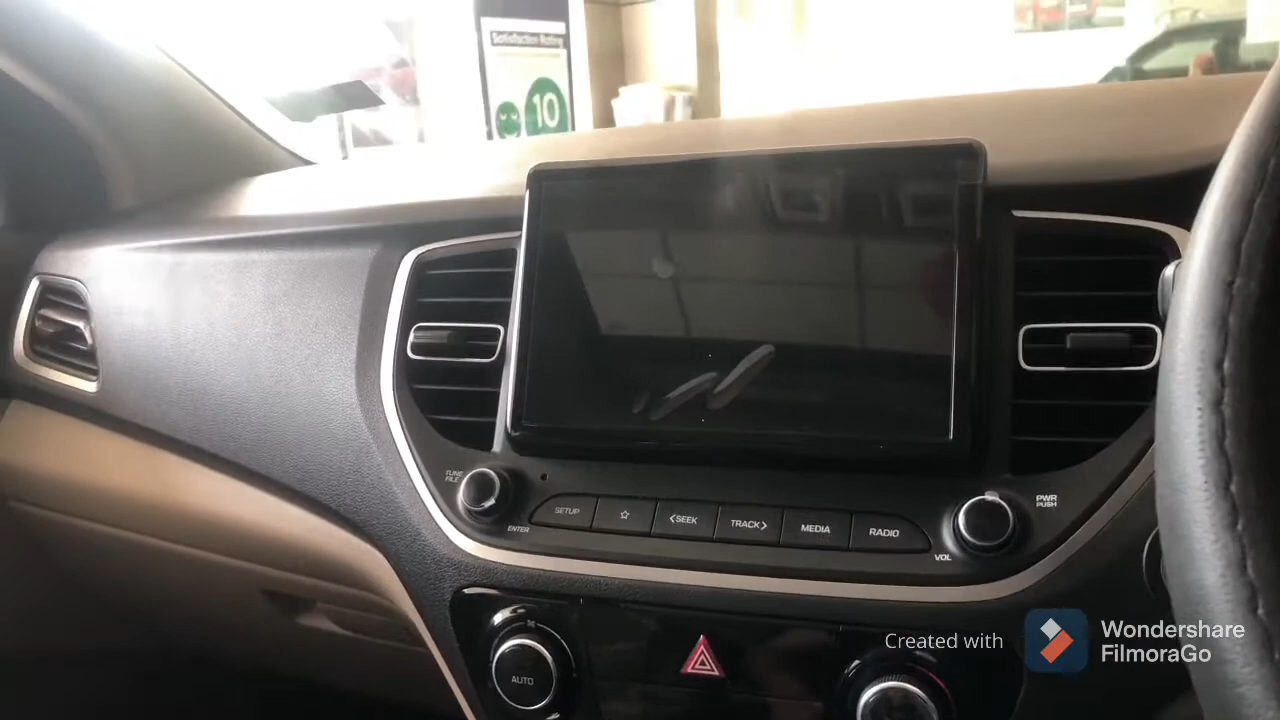 Satisfaction Rating
10
TUNE
FILE
ENTER
SETUP
☆
<SEEK
TRACK>
MEDIA
RADIO
PWR
PUSH
VOL
AUTO
Created with
Wondershare
FilmoraGo